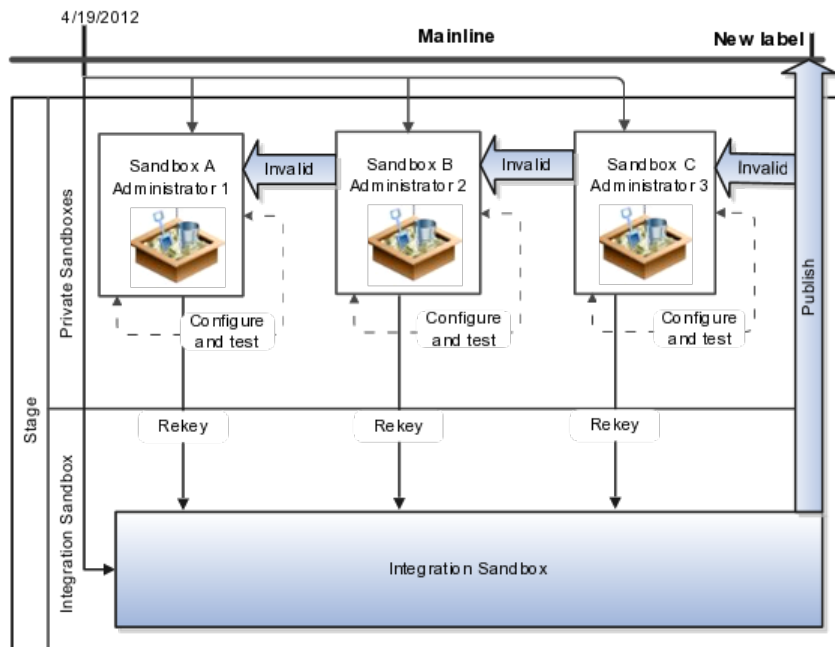 4/19/2012
Mainline
New label
Sandbox A
Administrator 1
Invalid
Sandbox B
Administrator 2
Invalid
Sandbox C
Administrator 3
Invalid
Configure
and test
Configure
and test
Configure
and test
Publish
Private Sandboxes
Stage
Rekey
Rekey
Rekey
Integration Sandbox
Integration Sandbox